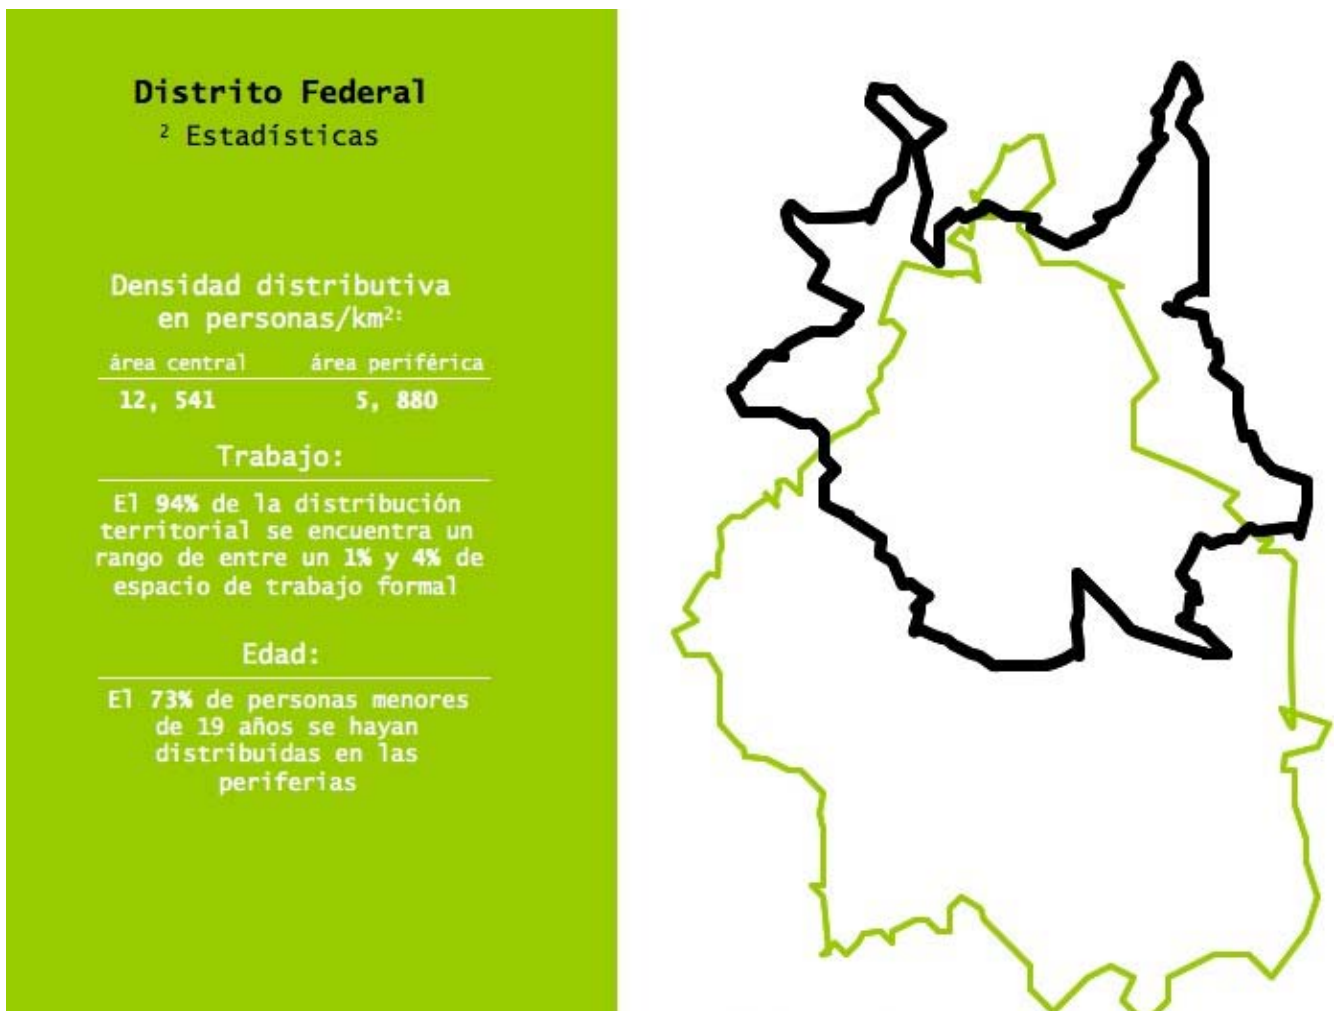 Distrito Federal
² Estadísticas
Densidad distributiva
en personas/km²:
área central área periférica
12, 541 5, 880
Trabajo:
El 94% de la distribución
territorial se encuentra un
rango de entre un 1% y 4% de
espacio de trabajo formal
Edad:
El 73% de personas menores
de 19 años se hayan
distribuidas en las
periferias